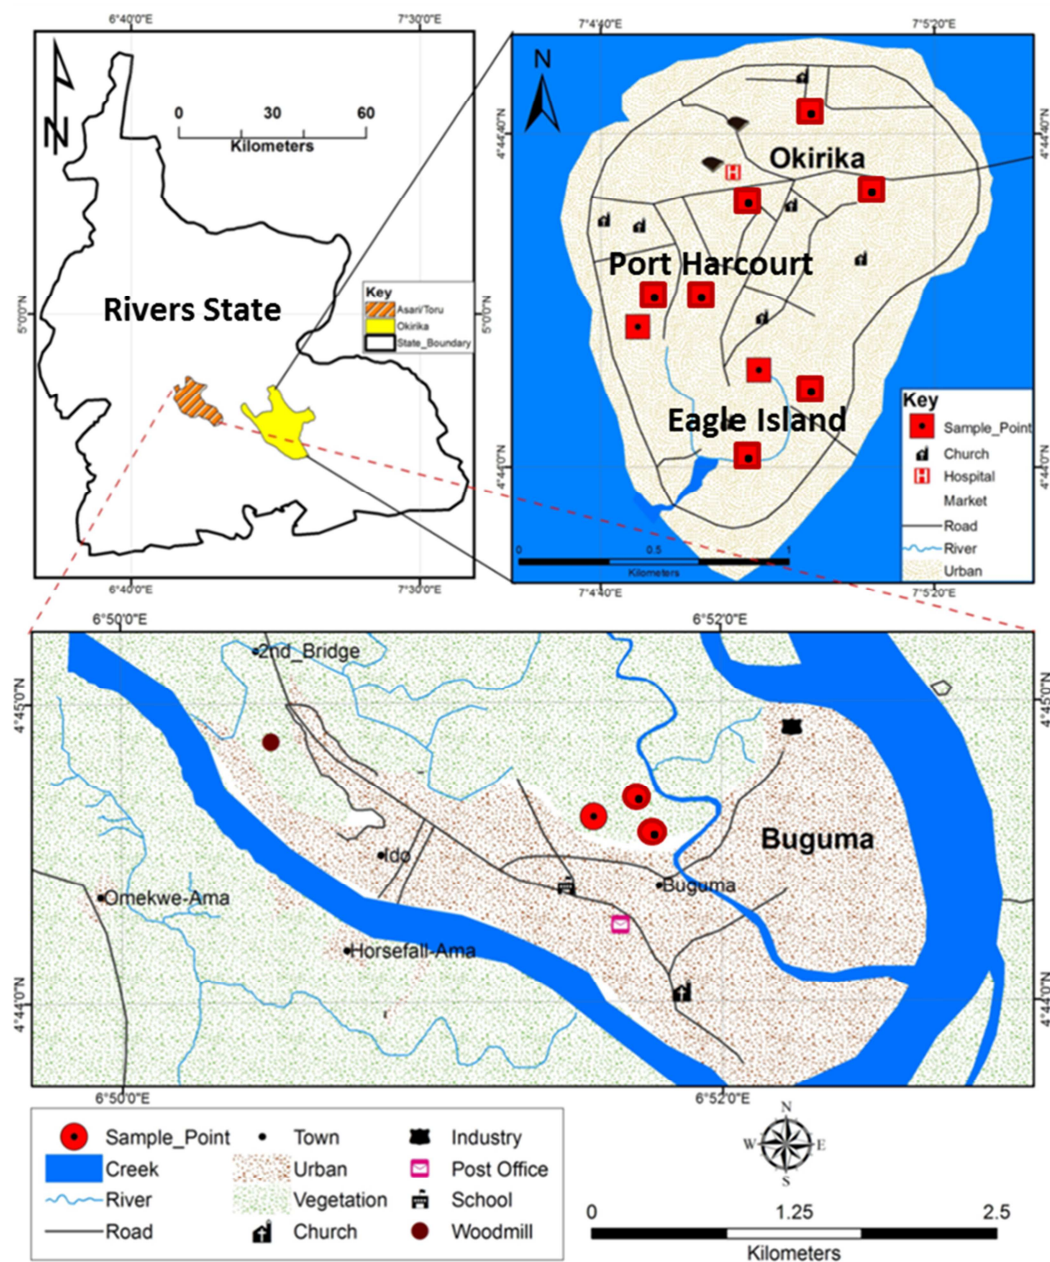 6°40'0"E
7°30'0"E
7°4'40"E
7°5'20"E
N
0 30 60
Kilometers
Rivers State
5°0'0"N
5°0'0"N
Key
Asari/Toru
Okirika
State_Boundary
6°40'0"E
7°30'0"E
N
4°44'40"N
4°44'40"N
Okirika
H
Port Harcourt
Eagle Island
4°44'0"N
4°44'0"N
0 0.5 1
Kilometers
Key
Sample_Point
Church
H Hospital
Market
Road
River
Urban
7°4'40"E
7°5'20"E
6°50'0"E
6°52'0"E
2nd_Bridge
4°45'0"N
4°45'0"N
Buguma
Ido
Buguma
Omekwe-Ama
Horsefall-Ama
4°44'0"N
4°44'0"N
6°50'0"E
6°52'0"E
Sample_Point Town Industry
Creek Urban Post Office
River Vegetation School
Road Church Woodmill
N
W E
S
0 1.25 2.5
Kilometers